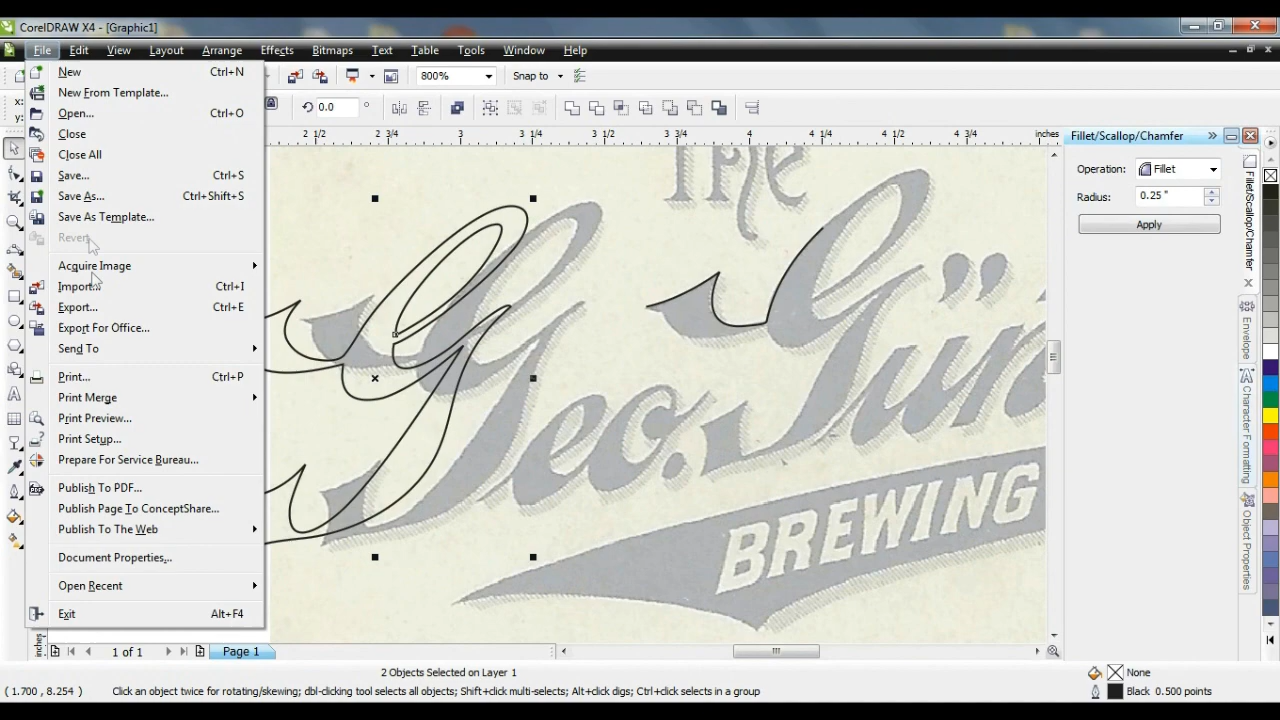 CorelDRAW X4 - [Graphic1]
File Edit View Layout Arrange Effects Bitmaps Text Table Tools Window Help
New Ctrl+N
New From Template...
Open... Ctrl+O
Close
Close All
Save... Ctrl+S
Save As... Ctrl+Shift+S
Save As Template...
Revert
Acquire Image
Import... Ctrl+I
Export... Ctrl+E
Export For Office...
Send To
Print... Ctrl+P
Print Merge
Print Preview...
Print Setup...
Prepare For Service Bureau...
Publish To PDF...
Publish Page To ConceptShare...
Publish To The Web
Document Properties...
Open Recent
Exit Alt+F4
800% Snap to
x:
y:
0.0 °
2 1/2 2 3/4 3 3 1/4 3 1/2 3 3/4 4 4 1/4 4 1/2 4 3/4 inches
The
Geo. Gün
BREWING
Fillet/Scallop/Chamfer
Operation: Fillet
Radius: 0.25 "
Apply
Fillet/Scallop/Chamfer
Envelope
Character Formatting
Object Properties
inches
1 of 1 Page 1
2 Objects Selected on Layer 1
None
( 1.700 , 8.254 ) Click an object twice for rotating/skewing; dbl-clicking tool selects all objects; Shift+click multi-selects; Alt+click digs; Ctrl+click selects in a group
Black 0.500 points